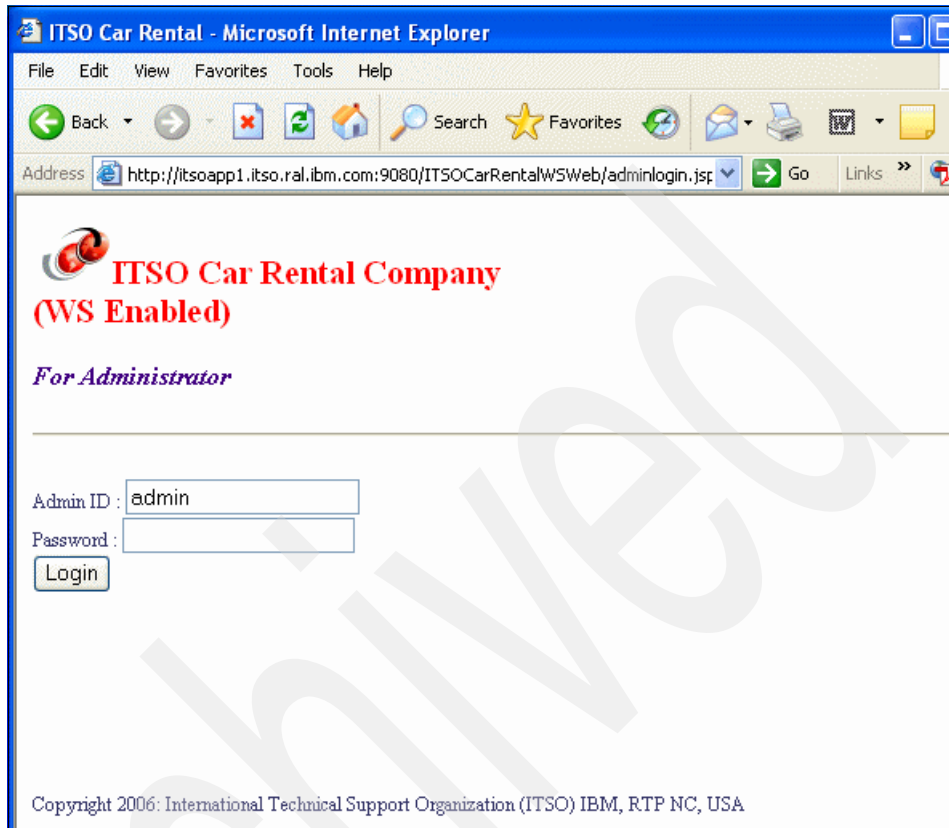 ITSO Car Rental - Microsoft Internet Explorer
File Edit View Favorites Tools Help
Back Search Favorites
Address http://itsoapp1.itso.ral.ibm.com:9080/ITSOCarRentalWSWeb/adminlogin.jsp Go Links »
ITSO Car Rental Company
(WS Enabled)
For Administrator
Admin ID : admin
Password :
Login
Copyright 2006: International Technical Support Organization (ITSO) IBM, RTP NC, USA